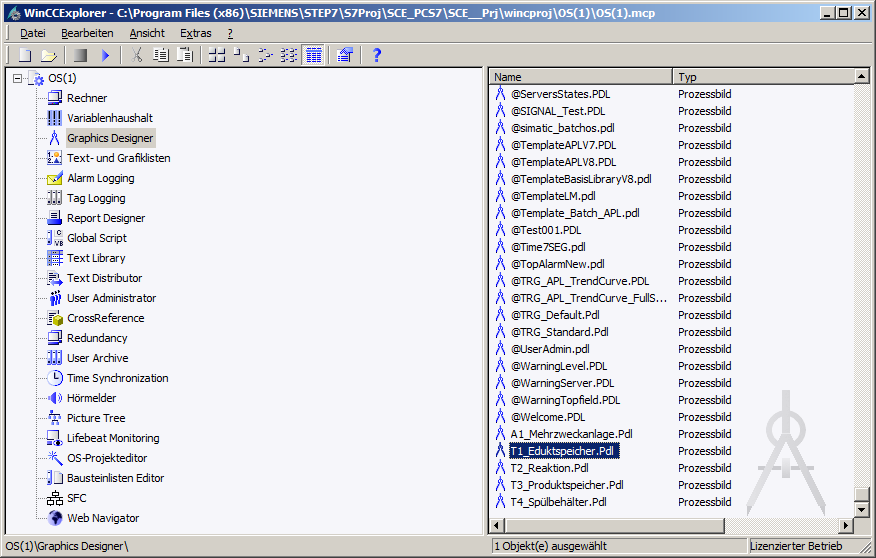 WinCCExplorer - C:\Program Files (x86)\SIEMENS\STEP7\S7Proj\SCE_PCS7\SCE__Prj\wincproj\OS(1)\OS(1).mcp
Datei Bearbeiten Ansicht Extras ?
OS(1)
Rechner
Variablenhaushalt
Graphics Designer
Text- und Grafiklisten
Alarm Logging
Tag Logging
Report Designer
Global Script
Text Library
Text Distributor
User Administrator
CrossReference
Redundancy
User Archive
Time Synchronization
Hörmelder
Picture Tree
Lifebeat Monitoring
OS-Projekteditor
Bausteinlisten Editor
SFC
Web Navigator
Name Typ
@ServersStates.PDL Prozessbild
@SIGNAL_Test.PDL Prozessbild
@simatic_batchos.pdl Prozessbild
@TemplateAPLV7.PDL Prozessbild
@TemplateAPLV8.PDL Prozessbild
@TemplateBasisLibraryV8.pdl Prozessbild
@TemplateLM.pdl Prozessbild
@Template_Batch_APL.pdl Prozessbild
@Test001.PDL Prozessbild
@Time7SEG.pdl Prozessbild
@TopAlarmNew.pdl Prozessbild
@TRG_APL_TrendCurve.PDL Prozessbild
@TRG_APL_TrendCurve_FullS... Prozessbild
@TRG_Default.Pdl Prozessbild
@TRG_Standard.Pdl Prozessbild
@UserAdmin.pdl Prozessbild
@WarningLevel.PDL Prozessbild
@WarningServer.PDL Prozessbild
@WarningTopfield.PDL Prozessbild
@Welcome.PDL Prozessbild
A1_Mehrzweckanlage.Pdl Prozessbild
T1_Eduktspeicher.Pdl Prozessbild
T2_Reaktion.Pdl Prozessbild
T3_Produktspeicher.Pdl Prozessbild
T4_Spülbehälter.Pdl Prozessbild
OS(1)\Graphics Designer\ 1 Objekt(e) ausgewählt Lizenzierter Betrieb